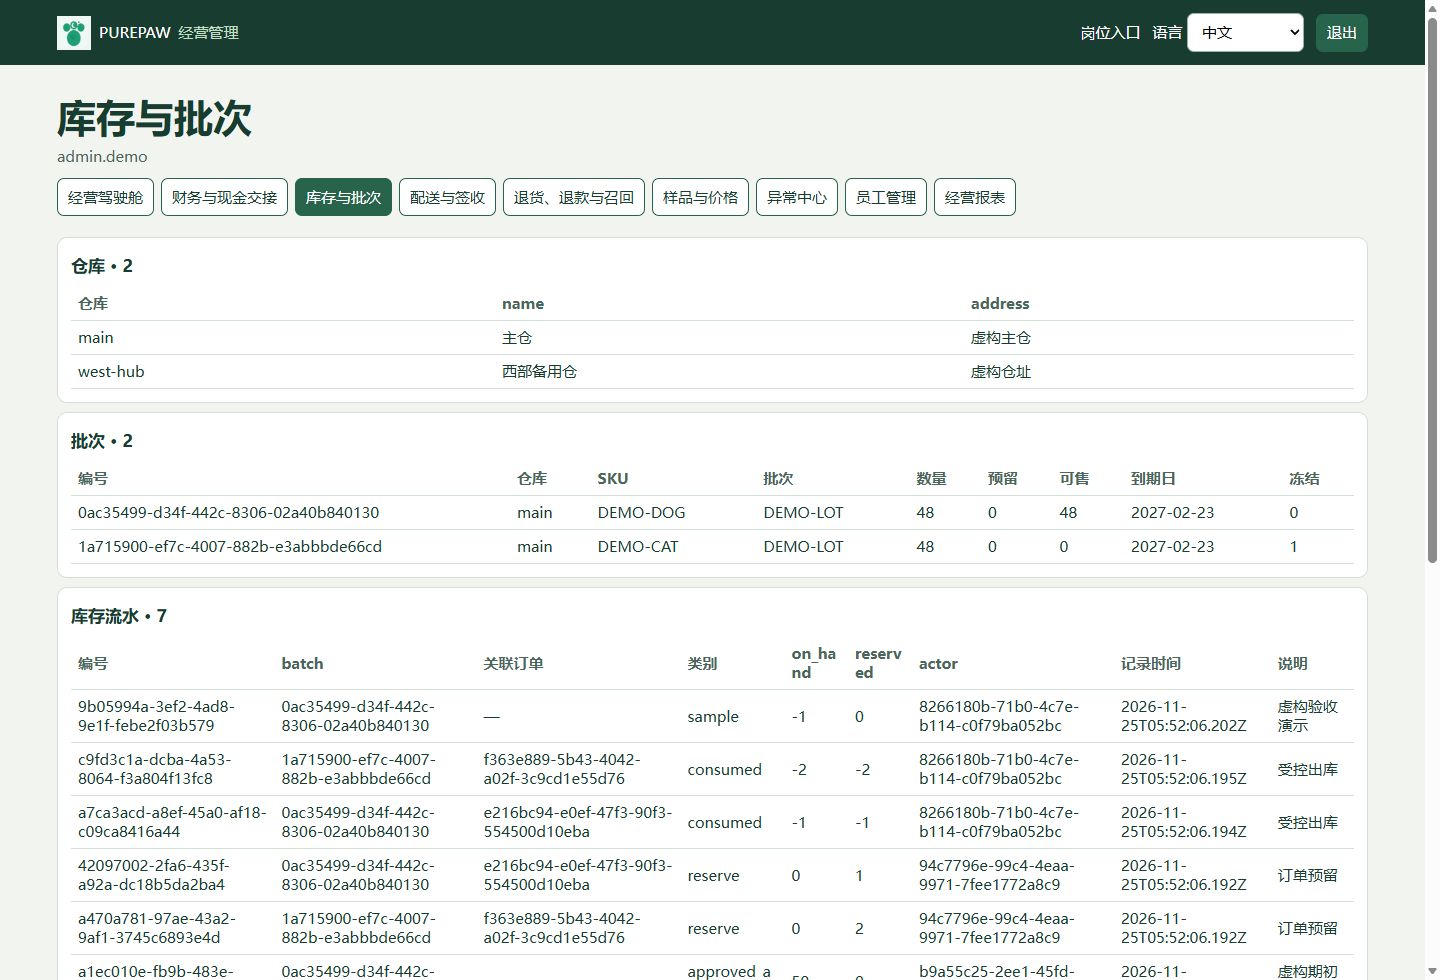 PUREPAW 经营管理 岗位入口 语言 中文 退出
库存与批次
admin.demo
经营驾驶舱 财务与现金交接 库存与批次 配送与签收 退货、退款与召回 样品与价格 异常中心 员工管理 经营报表
仓库 • 2
仓库 name address
main 主仓 虚构主仓
west-hub 西部备用仓 虚构仓址
批次 • 2
编号 仓库 SKU 批次 数量 预留 可售 到期日 冻结
0ac35499-d34f-442c-8306-02a40b840130 main DEMO-DOG DEMO-LOT 48 0 48 2027-02-23 0
1a715900-ef7c-4007-882b-e3abbbde66cd main DEMO-CAT DEMO-LOT 48 0 0 2027-02-23 1
库存流水 • 7
编号 batch 关联订单 类别 on_ha reserv actor 记录时间 说明
nd ed
9b05994a-3ef2-4ad8- 0ac35499-d34f-442c- — sample -1 0 8266180b-71b0-4c7e- 2026-11- 虚构验收
9e1f-febe2f03b579 8306-02a40b840130 b114-c0f79ba052bc 25T05:52:06.202Z 演示
c9fd3c1a-dcba-4a53- 1a715900-ef7c-4007- f363e889-5b43-4042- consumed -2 -2 8266180b-71b0-4c7e- 2026-11- 受控出库
8064-f3a804f13fc8 882b-e3abbbde66cd a02f-3c9cd1e55d76 b114-c0f79ba052bc 25T05:52:06.195Z
a7ca3acd-a8ef-45a0-af18- 0ac35499-d34f-442c- e216bc94-e0ef-47f3-90f3- consumed -1 -1 8266180b-71b0-4c7e- 2026-11- 受控出库
c09ca8416a44 8306-02a40b840130 554500d10eba b114-c0f79ba052bc 25T05:52:06.194Z
42097002-2fa6-435f- 0ac35499-d34f-442c- e216bc94-e0ef-47f3-90f3- reserve 0 1 94c7796e-99c4-4eaa- 2026-11- 订单预留
a92a-dc18b5da2ba4 8306-02a40b840130 554500d10eba 9971-7fee1772a8c9 25T05:52:06.192Z
a470a781-97ae-43a2- 1a715900-ef7c-4007- f363e889-5b43-4042- reserve 0 2 94c7796e-99c4-4eaa- 2026-11- 订单预留
9af1-3745c6893e4d 882b-e3abbbde66cd a02f-3c9cd1e55d76 9971-7fee1772a8c9 25T05:52:06.192Z
a1ec010e-fb9b-483e- 0ac35499-d34f-442c- approved_a b9a55c25-2ee1-45fd- 2026-11- 虚构期初